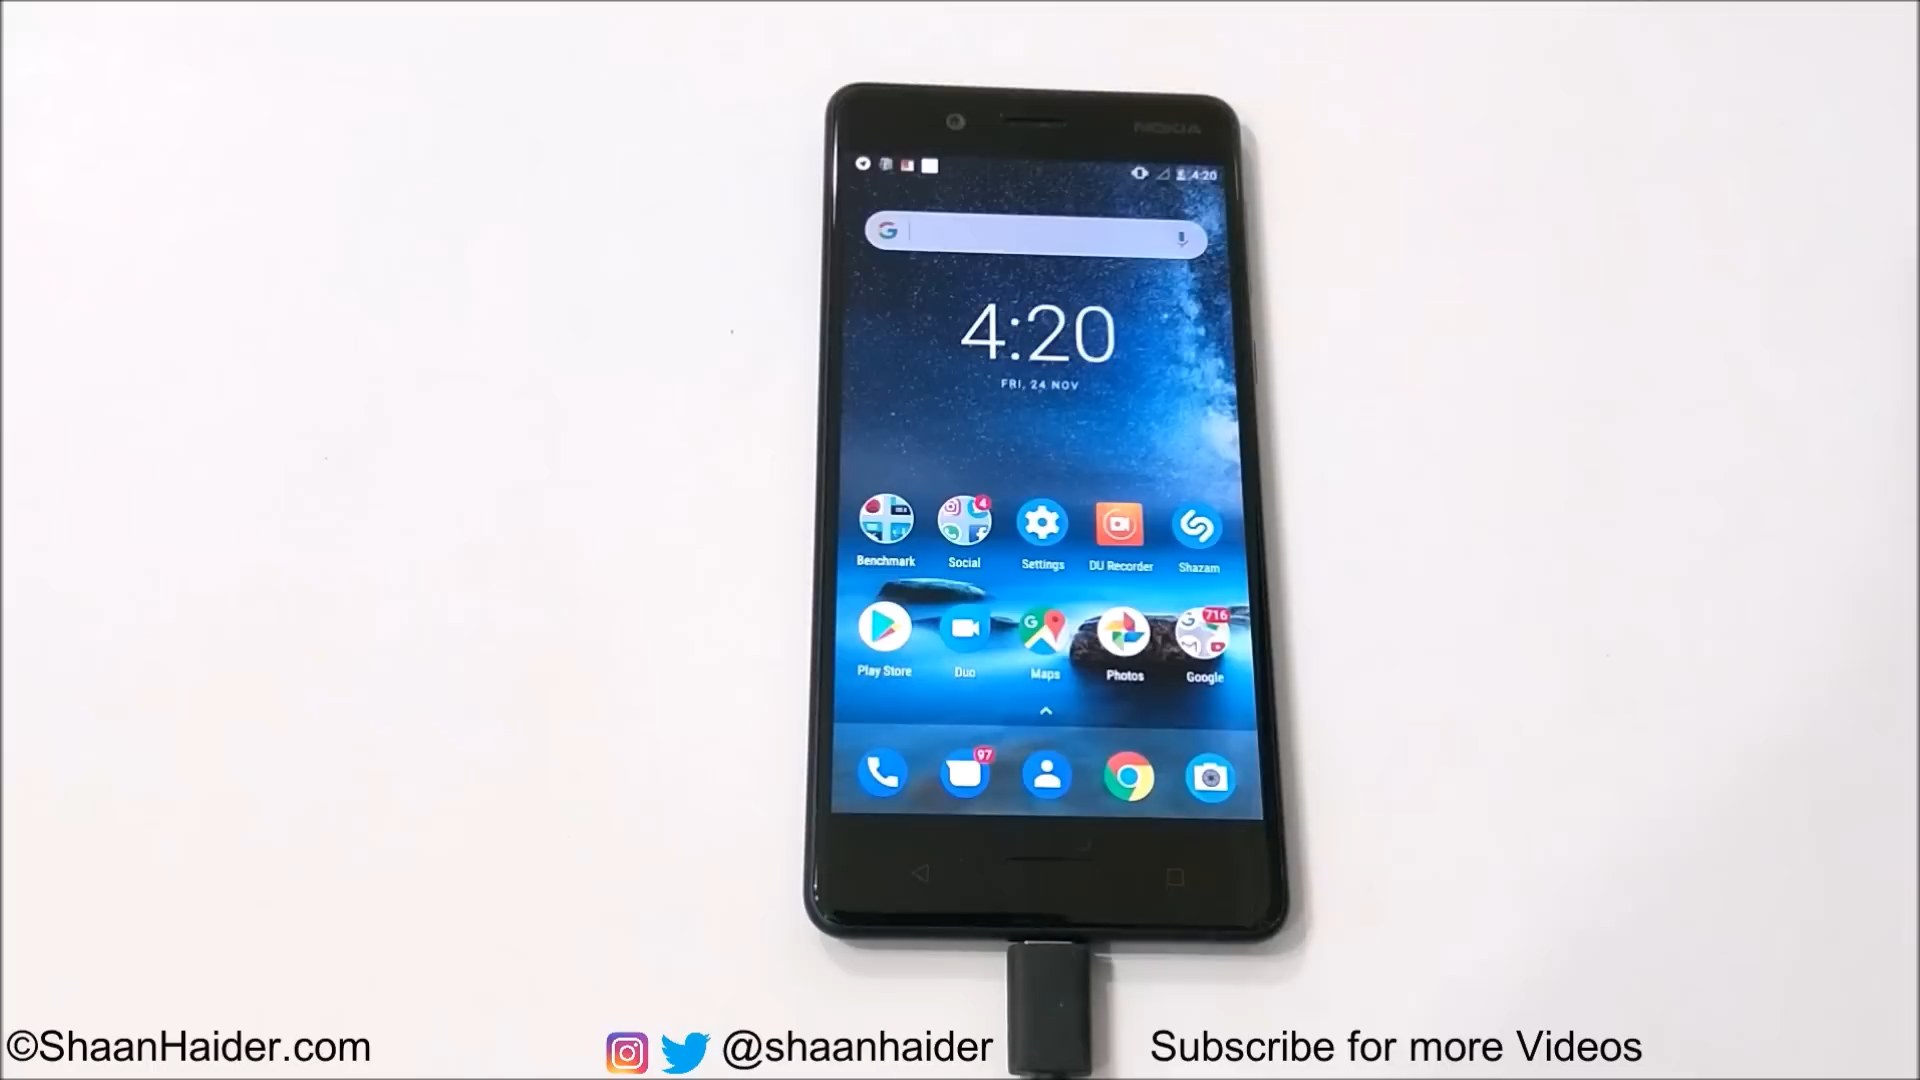 NOKIA
4:20
G
4:20
FRI, 24 NOV
4
Benchmark
Social
Settings
DU Recorder
Shazam
716
Play Store
Duo
Maps
Photos
Google
97
©ShaanHaider.com
@shaanhaider
Subscribe for more Videos